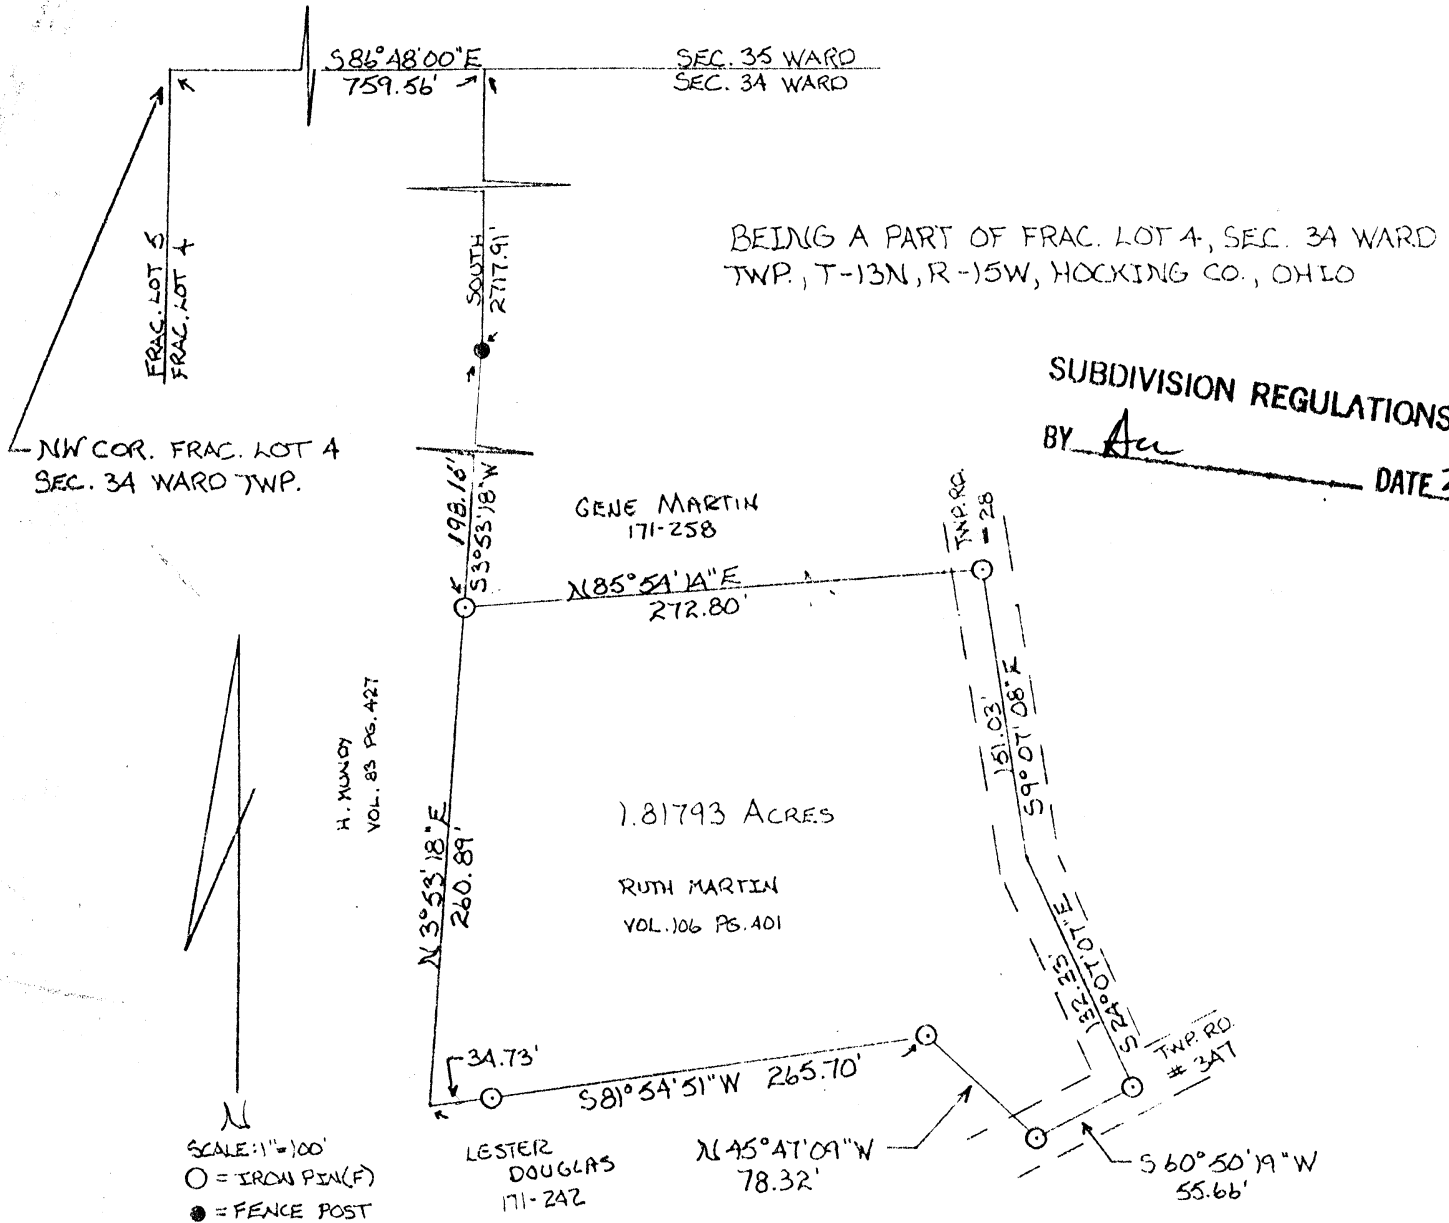 S86°48'00"E
759.56'
SEC. 35 WARD
SEC. 34 WARD
FRAC. LOT 5
FRAC. LOT 4
SOUTH
2717.91'
BEING A PART OF FRAC. LOT 4, SEC. 34 WARD
TWP., T-13N, R-15W, HOCKING CO., OHIO
SUBDIVISION REGULATIONS
BY
DATE 2
NW COR. FRAC. LOT 4
SEC. 34 WARD TWP.
198.16'
S3°53'18"W
GENE MARTIN
171-258
TWP. RD.
28
N85°54'14"E
272.80'
H. MUNDY
VOL. 83 PG. 427
N3°53'18"E
260.89'
151.03'
S9°07'08"E
1.81793 ACRES
RUTH MARTIN
VOL. 106 PG. 401
132.33'
S24°07'07"E
TWP. RD.
# 347
34.73'
S81°54'51"W 265.70'
N
SCALE: 1"=100'
O = IRON PIN(F)
● = FENCE POST
LESTER
DOUGLAS
171-242
N45°47'09"W
78.32'
S60°50'19"W
55.66'